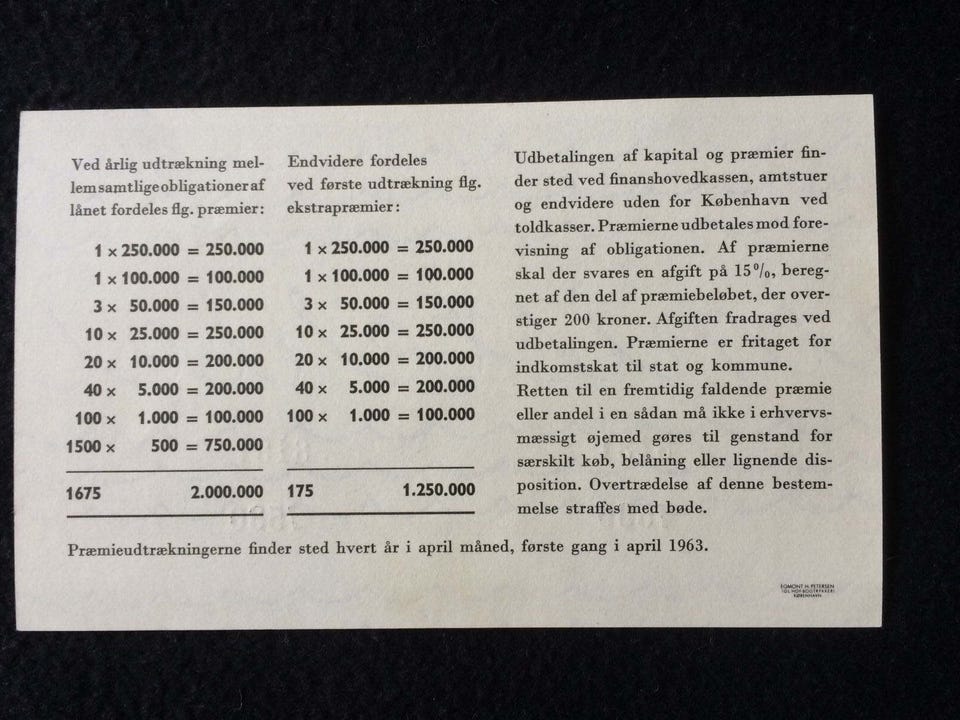 Ved årlig udtrækning mel-
lem samtlige obligationer af
lånet fordeles flg. præmier:
1 × 250.000 = 250.000
1 × 100.000 = 100.000
3 × 50.000 = 150.000
10 × 25.000 = 250.000
20 × 10.000 = 200.000
40 × 5.000 = 200.000
100 × 1.000 = 100.000
1500 × 500 = 750.000
1675 2.000.000
Endvidere fordeles
ved første udtrækning flg.
ekstrapræmier:
1 × 250.000 = 250.000
1 × 100.000 = 100.000
3 × 50.000 = 150.000
10 × 25.000 = 250.000
20 × 10.000 = 200.000
40 × 5.000 = 200.000
100 × 1.000 = 100.000
175 1.250.000
Udbetalingen af kapital og præmier fin-
der sted ved finanshovedkassen, amtstuer
og endvidere uden for København ved
toldkasser. Præmierne udbetales mod fore-
visning af obligationen. Af præmierne
skal der svares en afgift på 15%, bereg-
net af den del af præmiebeløbet, der over-
stiger 200 kroner. Afgiften fradrages ved
udbetalingen. Præmierne er fritaget for
indkomstskat til stat og kommune.
Retten til en fremtidig faldende præmie
eller andel i en sådan må ikke i erhvervs-
mæssigt øjemed gøres til genstand for
særskilt køb, belåning eller lignende dis-
position. Overtrædelse af denne bestem-
melse straffes med bøde.
Præmieudtrækningerne finder sted hvert år i april måned, første gang i april 1963.
EGMONT H. PETERSEN
KGL. HOF-BOGTRYKKERI
KØBENHAVN